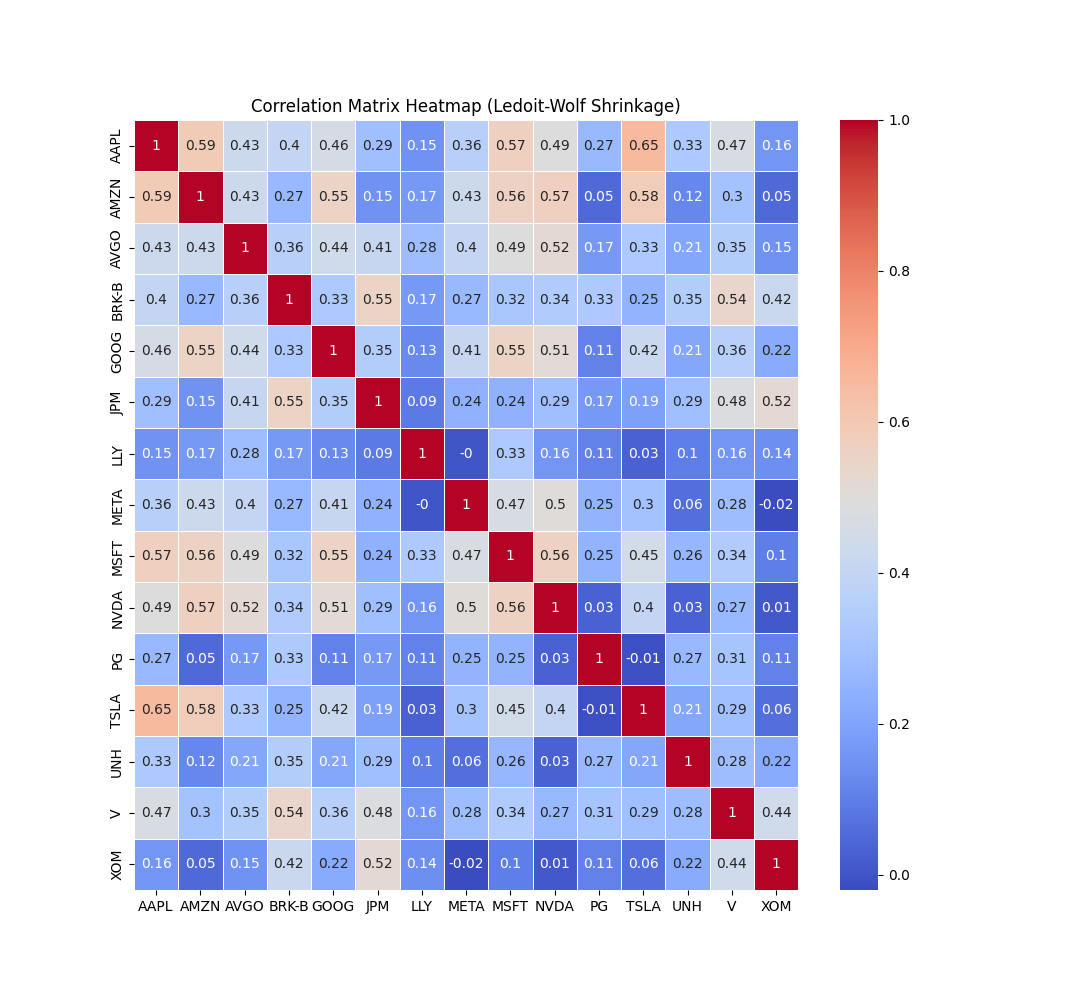 Correlation Matrix Heatmap (Ledoit-Wolf Shrinkage)
AAPL 1 0.59 0.43 0.4 0.46 0.29 0.15 0.36 0.57 0.49 0.27 0.65 0.33 0.47 0.16
AMZN 0.59 1 0.43 0.27 0.55 0.15 0.17 0.43 0.56 0.57 0.05 0.58 0.12 0.3 0.05
AVGO 0.43 0.43 1 0.36 0.44 0.41 0.28 0.4 0.49 0.52 0.17 0.33 0.21 0.35 0.15
BRK-B 0.4 0.27 0.36 1 0.33 0.55 0.17 0.27 0.32 0.34 0.33 0.25 0.35 0.54 0.42
GOOG 0.46 0.55 0.44 0.33 1 0.35 0.13 0.41 0.55 0.51 0.11 0.42 0.21 0.36 0.22
JPM 0.29 0.15 0.41 0.55 0.35 1 0.09 0.24 0.24 0.29 0.17 0.19 0.29 0.48 0.52
LLY 0.15 0.17 0.28 0.17 0.13 0.09 1 -0 0.33 0.16 0.11 0.03 0.1 0.16 0.14
META 0.36 0.43 0.4 0.27 0.41 0.24 -0 1 0.47 0.5 0.25 0.3 0.06 0.28 -0.02
MSFT 0.57 0.56 0.49 0.32 0.55 0.24 0.33 0.47 1 0.56 0.25 0.45 0.26 0.34 0.1
NVDA 0.49 0.57 0.52 0.34 0.51 0.29 0.16 0.5 0.56 1 0.03 0.4 0.03 0.27 0.01
PG 0.27 0.05 0.17 0.33 0.11 0.17 0.11 0.25 0.25 0.03 1 -0.01 0.27 0.31 0.11
TSLA 0.65 0.58 0.33 0.25 0.42 0.19 0.03 0.3 0.45 0.4 -0.01 1 0.21 0.29 0.06
UNH 0.33 0.12 0.21 0.35 0.21 0.29 0.1 0.06 0.26 0.03 0.27 0.21 1 0.28 0.22
V 0.47 0.3 0.35 0.54 0.36 0.48 0.16 0.28 0.34 0.27 0.31 0.29 0.28 1 0.44
XOM 0.16 0.05 0.15 0.42 0.22 0.52 0.14 -0.02 0.1 0.01 0.11 0.06 0.22 0.44 1
AAPL AMZN AVGO BRK-B GOOG JPM LLY META MSFT NVDA PG TSLA UNH V XOM
1.0
0.8
0.6
0.4
0.2
0.0